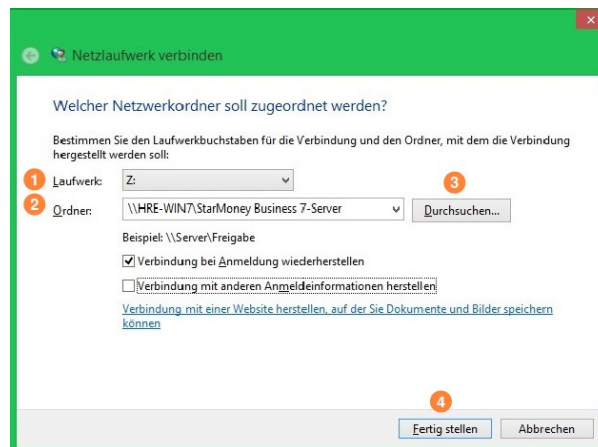 Netzlaufwerk verbinden
Welcher Netzwerkordner soll zugeordnet werden?
Bestimmen Sie den Laufwerkbuchstaben für die Verbindung und den Ordner, mit dem die Verbindung
hergestellt werden soll:
1 Laufwerk: Z: 3
2 Ordner: \\HRE-WIN7\StarMoney Business 7-Server Durchsuchen...
Beispiel: \\Server\Freigabe
Verbindung bei Anmeldung wiederherstellen
Verbindung mit anderen Anmeldeinformationen herstellen
Verbindung mit einer Website herstellen, auf der Sie Dokumente und Bilder speichern
können
4
Fertig stellen Abbrechen